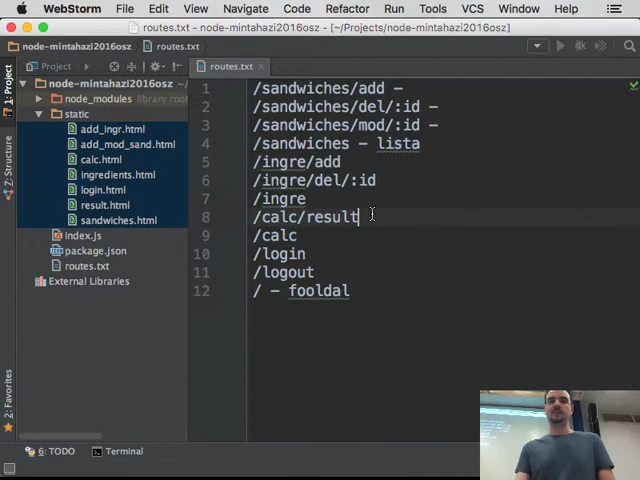 WebStorm File Edit View Navigate Code Refactor Run Tools VCS Window
routes.txt - node-mintahazi2016osz - [~/Projects/node-mintahazi2016osz]
node-mintahazi2016osz routes.txt
1: Project
Project
routes.txt
node-mintahazi2016osz
node_modules library root
static
add_ingr.html
add_mod_sand.html
calc.html
ingredients.html
login.html
result.html
sandwiches.html
index.js
package.json
routes.txt
External Libraries
7: Structure
2: Favorites
1 /sandwiches/add -
2 /sandwiches/del/:id -
3 /sandwiches/mod/:id -
4 /sandwiches - lista
5 /ingre/add
6 /ingre/del/:id
7 /ingre
8 /calc/result
9 /calc
10 /login
11 /logout
12 / - fooldal
6: TODO Terminal